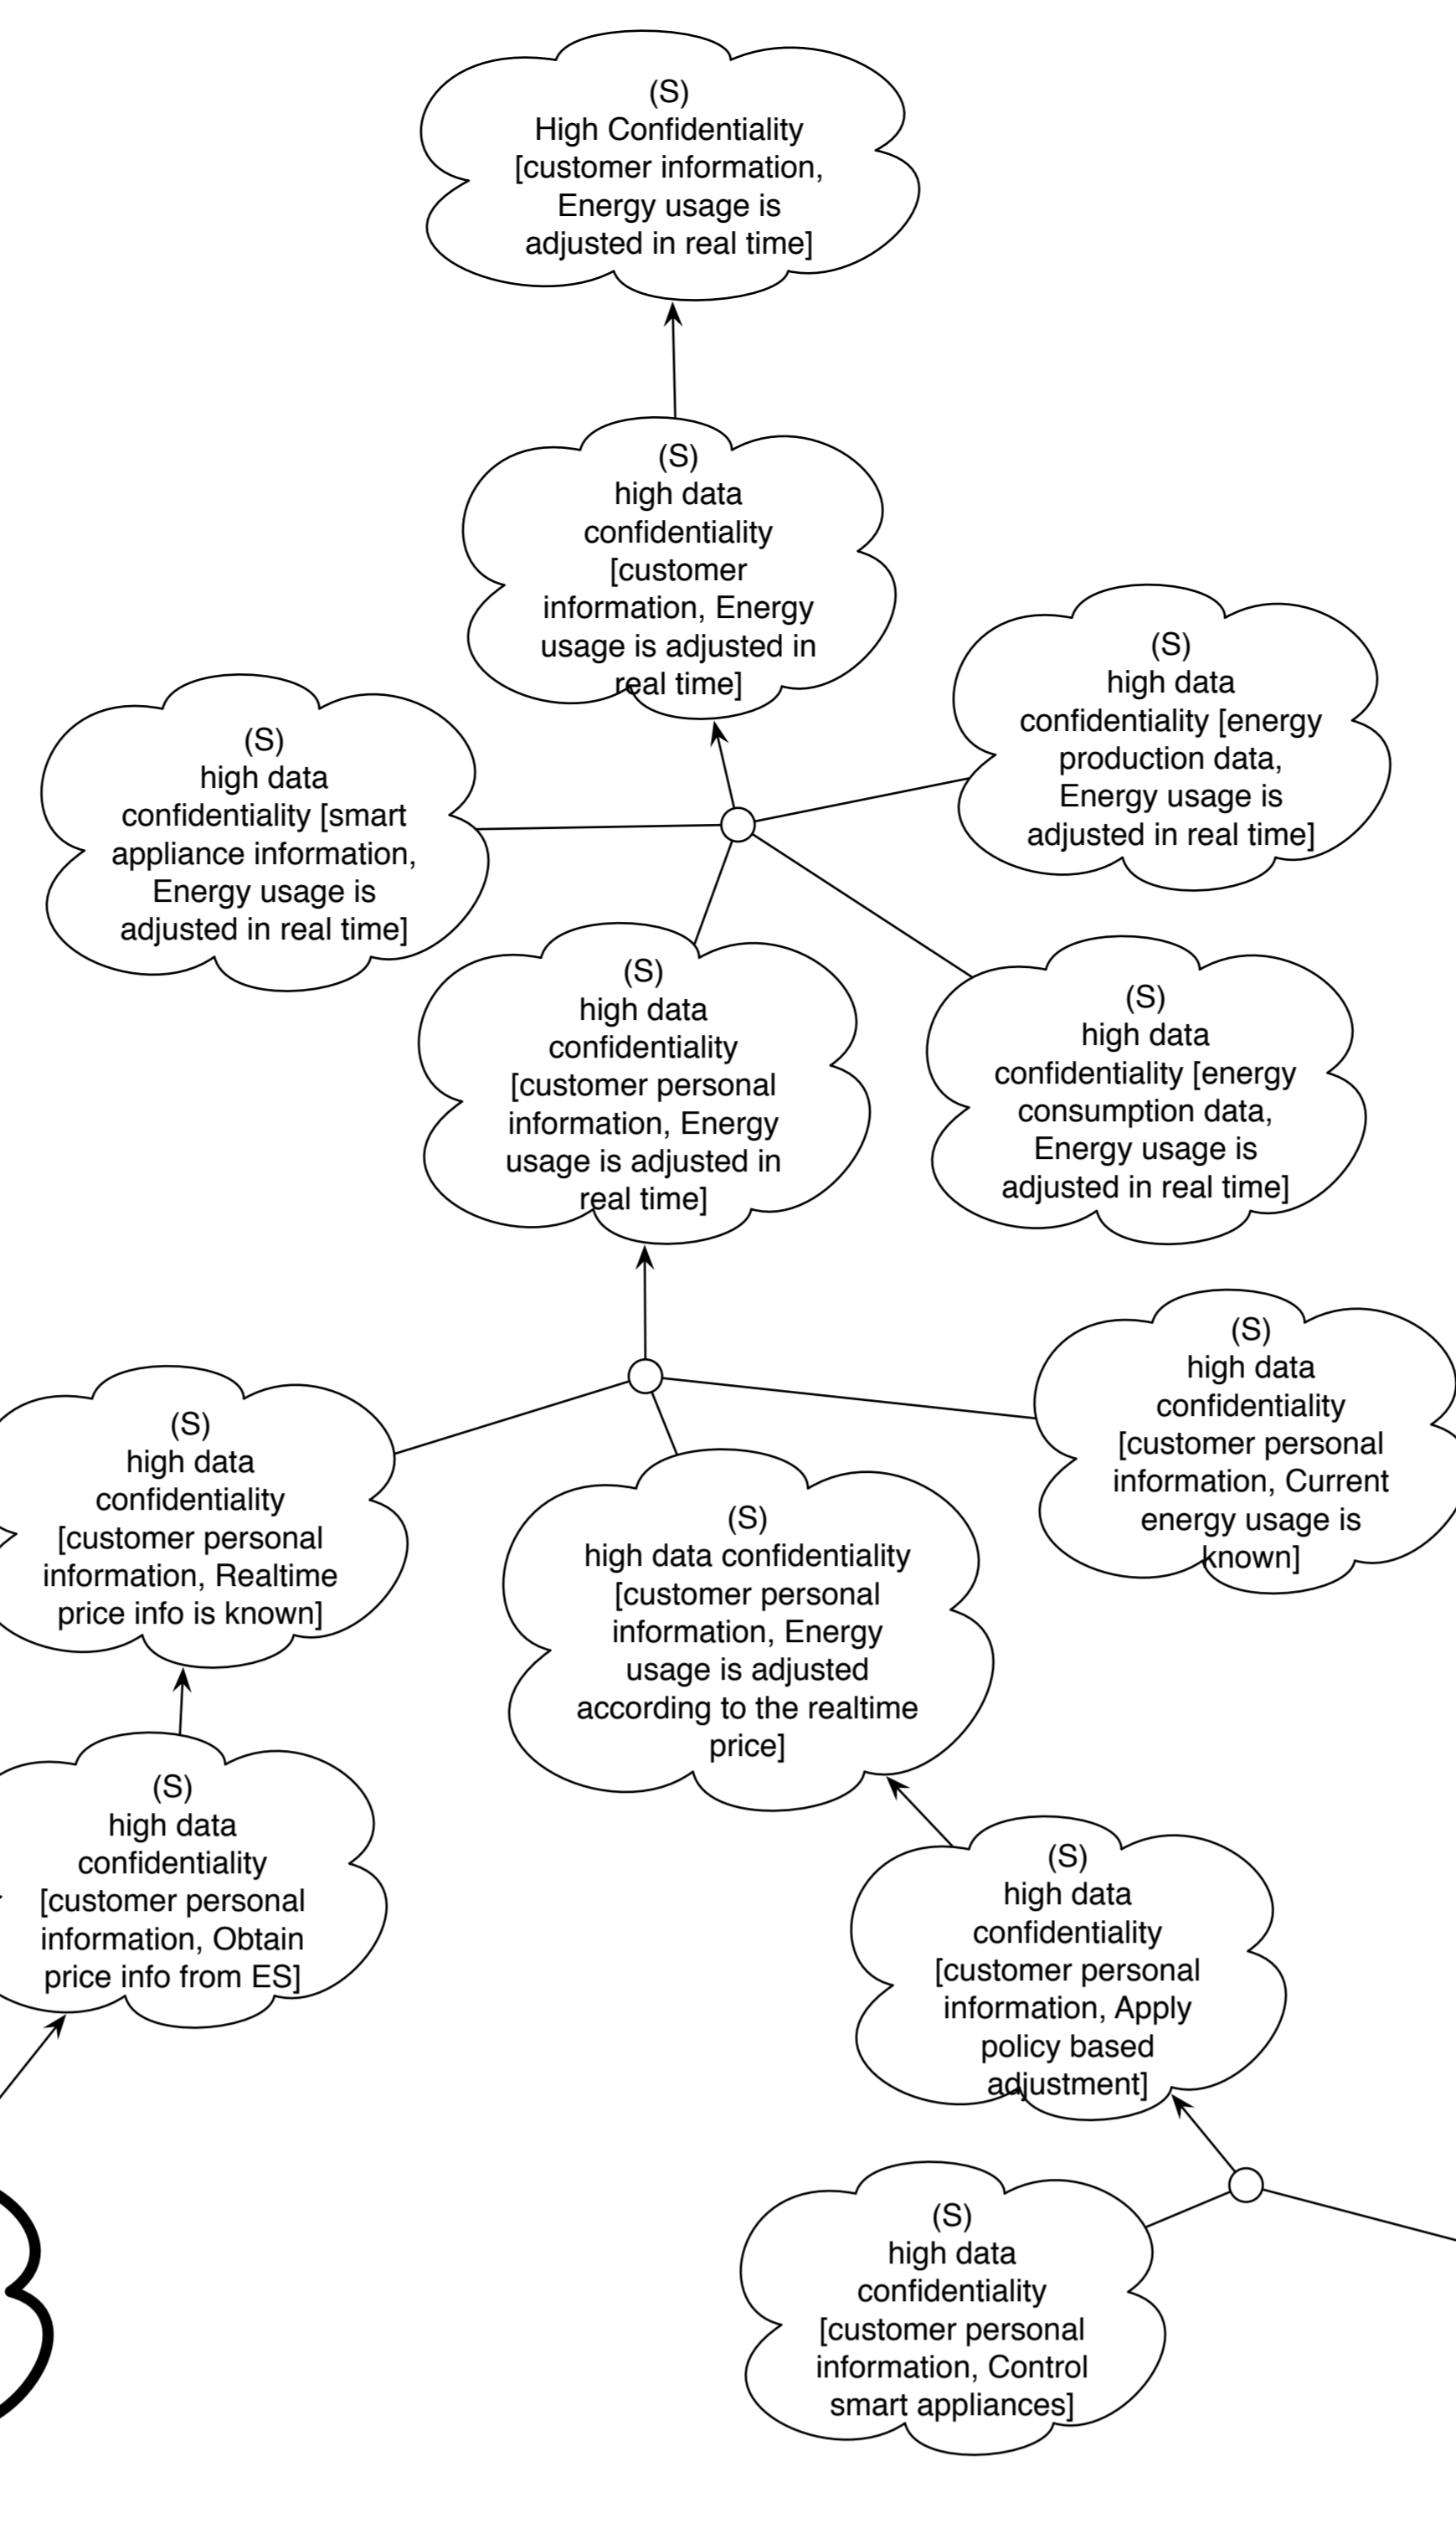 (S)
High Confidentiality
[customer information,
Energy usage is
adjusted in real time]
(S)
high data
confidentiality
[customer
information, Energy
usage is adjusted in
real time]
(S)
high data
confidentiality [energy
production data,
Energy usage is
adjusted in real time]
(S)
high data
confidentiality [smart
appliance information,
Energy usage is
adjusted in real time]
(S)
high data
confidentiality
[customer personal
information, Energy
usage is adjusted in
real time]
(S)
high data
confidentiality [energy
consumption data,
Energy usage is
adjusted in real time]
(S)
high data
confidentiality
[customer personal
information, Current
energy usage is
known]
(S)
high data
confidentiality
[customer personal
information, Realtime
price info is known]
(S)
high data confidentiality
[customer personal
information, Energy
usage is adjusted
according to the realtime
price]
(S)
high data
confidentiality
[customer personal
information, Obtain
price info from ES]
(S)
high data
confidentiality
[customer personal
information, Apply
policy based
adjustment]
(S)
high data
confidentiality
[customer personal
information, Control
smart appliances]